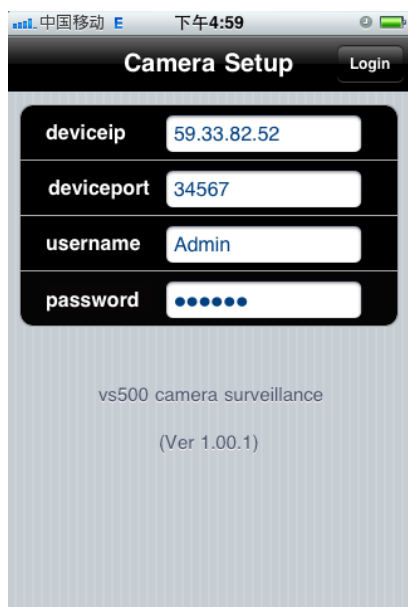 中国移动 E 下午4:59
Camera Setup Login
deviceip 59.33.82.52
deviceport 34567
username Admin
password ●●●●●●
vs500 camera surveillance
(Ver 1.00.1)